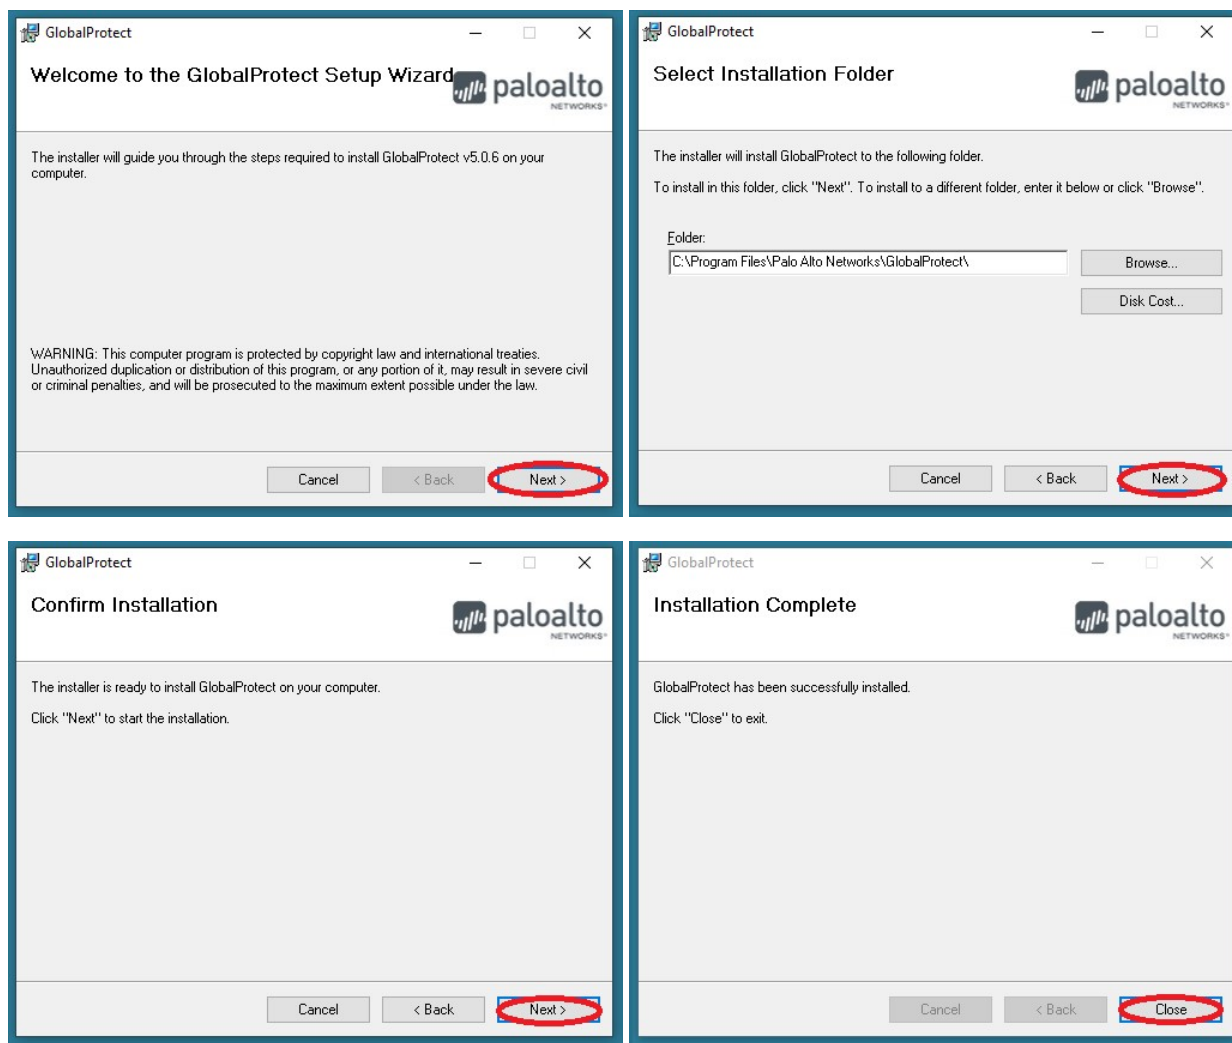 GlobalProtect
Welcome to the GlobalProtect Setup Wizard
paloalto
NETWORKS®
The installer will guide you through the steps required to install GlobalProtect v5.0.6 on your
computer.
WARNING: This computer program is protected by copyright law and international treaties.
Unauthorized duplication or distribution of this program, or any portion of it, may result in severe civil
or criminal penalties, and will be prosecuted to the maximum extent possible under the law.
Cancel
< Back
Next >
GlobalProtect
Select Installation Folder
paloalto
NETWORKS®
The installer will install GlobalProtect to the following folder.
To install in this folder, click "Next". To install to a different folder, enter it below or click "Browse".
Folder:
C:\Program Files\Palo Alto Networks\GlobalProtect\
Browse...
Disk Cost...
Cancel
< Back
Next >
GlobalProtect
Confirm Installation
paloalto
NETWORKS®
The installer is ready to install GlobalProtect on your computer.
Click "Next" to start the installation.
Cancel
< Back
Next >
GlobalProtect
Installation Complete
paloalto
NETWORKS®
GlobalProtect has been successfully installed.
Click "Close" to exit.
Cancel
< Back
Close